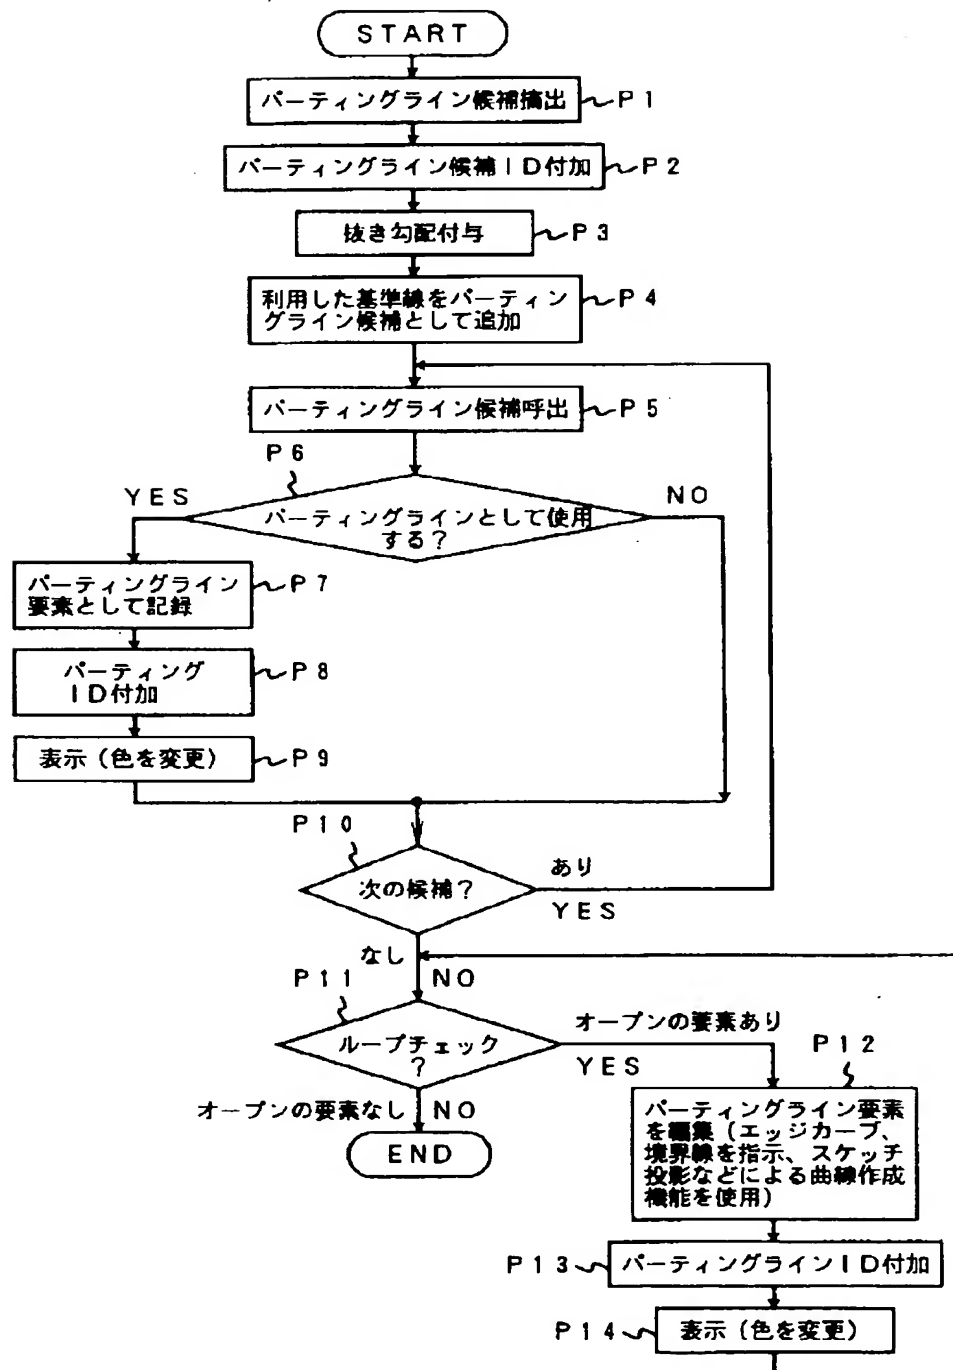 START
パーティングライン候補摘出
P1
パーティングライン候補ID付加
P2
抜き勾配付与
P3
利用した基準線をパーティン
グライン候補として追加
P4
パーティングライン候補呼出
P5
P6
YES
NO
パーティングラインとして使用
する?
パーティングライン
要素として記録
P7
パーティング
ID付加
P8
表示(色を変更)
P9
P10
次の候補?
あり
YES
なし
NO
P11
ループチェック
?
オープンの要素あり
YES
P12
オープンの要素なし
NO
END
パーティングライン要素
を編集(エッジカーブ、
境界線を指示、スケッチ
投影などによる曲線作成
機能を使用)
P13
パーティングラインID付加
P14
表示(色を変更)